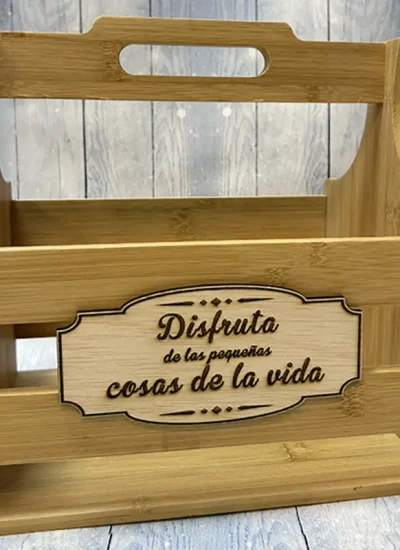 Disfruta
de las pequeñas
cosas de la vida